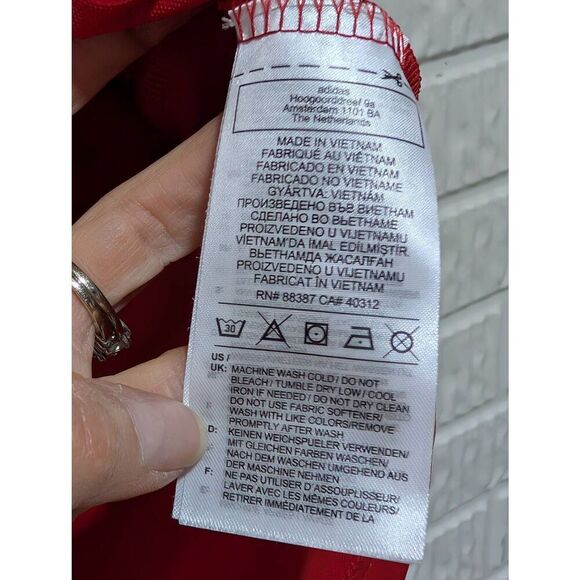 adidas
Hoogoorddreef 9a
Amsterdam 1101 BA
The Netherlands
MADE IN VIETNAM
FABRIQUÉ AU VIÊTNAM
FABRICADO EN VIETNAM
FABRICADO NO VIETNAME
GYÁRTVA: VIETNÁM
ПРОИЗВЕДЕНО ВЪВ ВИЕТНАМ
СДЕЛАНО ВО ВЬЕТНАМЕ
PROIZVEDENO U VIJETNAMU
VİETNAM'DA İMAL EDİLMİŞTİR
ВЬЕТНАМДА ЖАСАЛҒАН
PROIZVEDENO U VIJETNAMU
FABRICAT ÎN VIETNAM
RN# 88387 CA# 40312
30
US /
UK: MACHINE WASH COLD / DO NOT
BLEACH / TUMBLE DRY LOW / COOL
IRON IF NEEDED / DO NOT DRY CLEAN
DO NOT USE FABRIC SOFTENER/
WASH WITH LIKE COLORS/REMOVE
PROMPTLY AFTER WASH
D: KEINEN WEICHSPUELER VERWENDEN/
MIT GLEICHEN FARBEN WASCHEN/
NACH DEM WASCHEN UMGEHEND AUS
DER MASCHINE NEHMEN
F: NE PAS UTILISER D'ASSOUPLISSEUR/
LAVER AVEC LES MÊMES COULEURS/
RETIRER IMMÉDIATEMENT DE LA